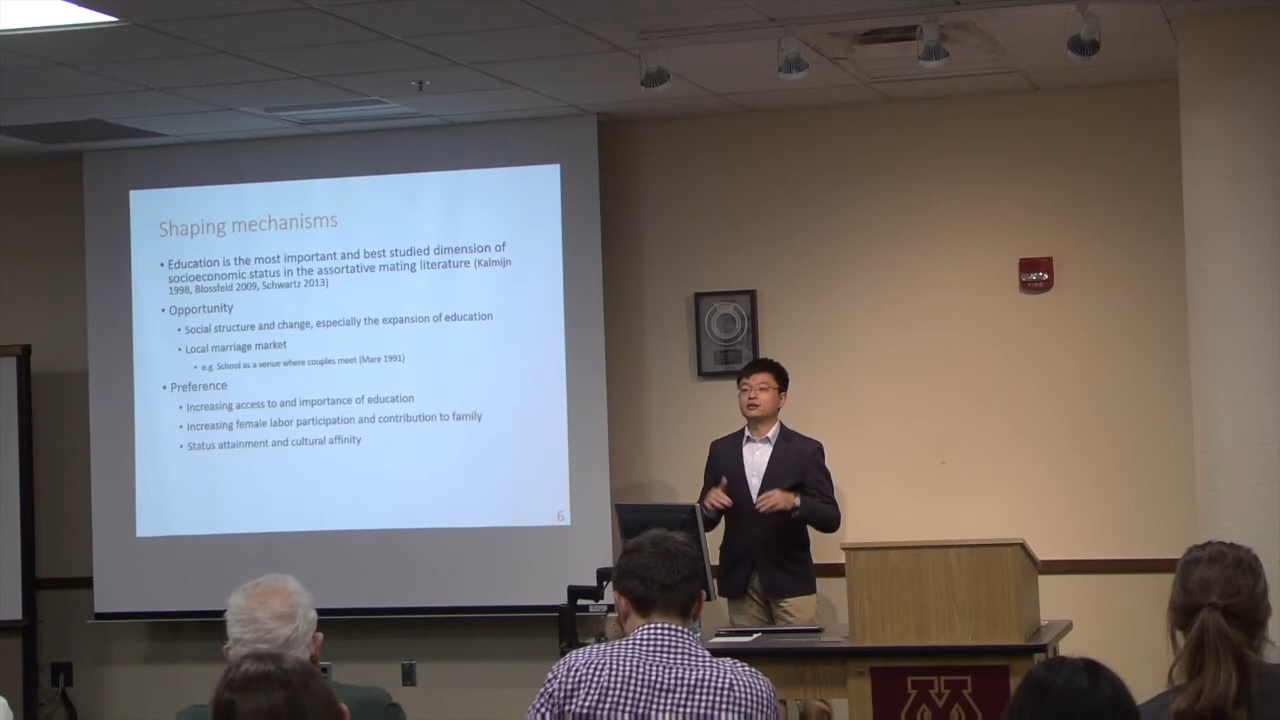 Shaping mechanisms
• Education is the most important and best studied dimension of
socioeconomic status in the assortative mating literature (Kalmijn
1998, Blossfeld 2009, Schwartz 2013)
• Opportunity
• Social structure and change, especially the expansion of education
• Local marriage market
• e.g. School as a venue where couples meet (Mare 1991)
• Preference
• Increasing access to and importance of education
• Increasing female labor participation and contribution to family
• Status attainment and cultural affinity
6
FIRE
M